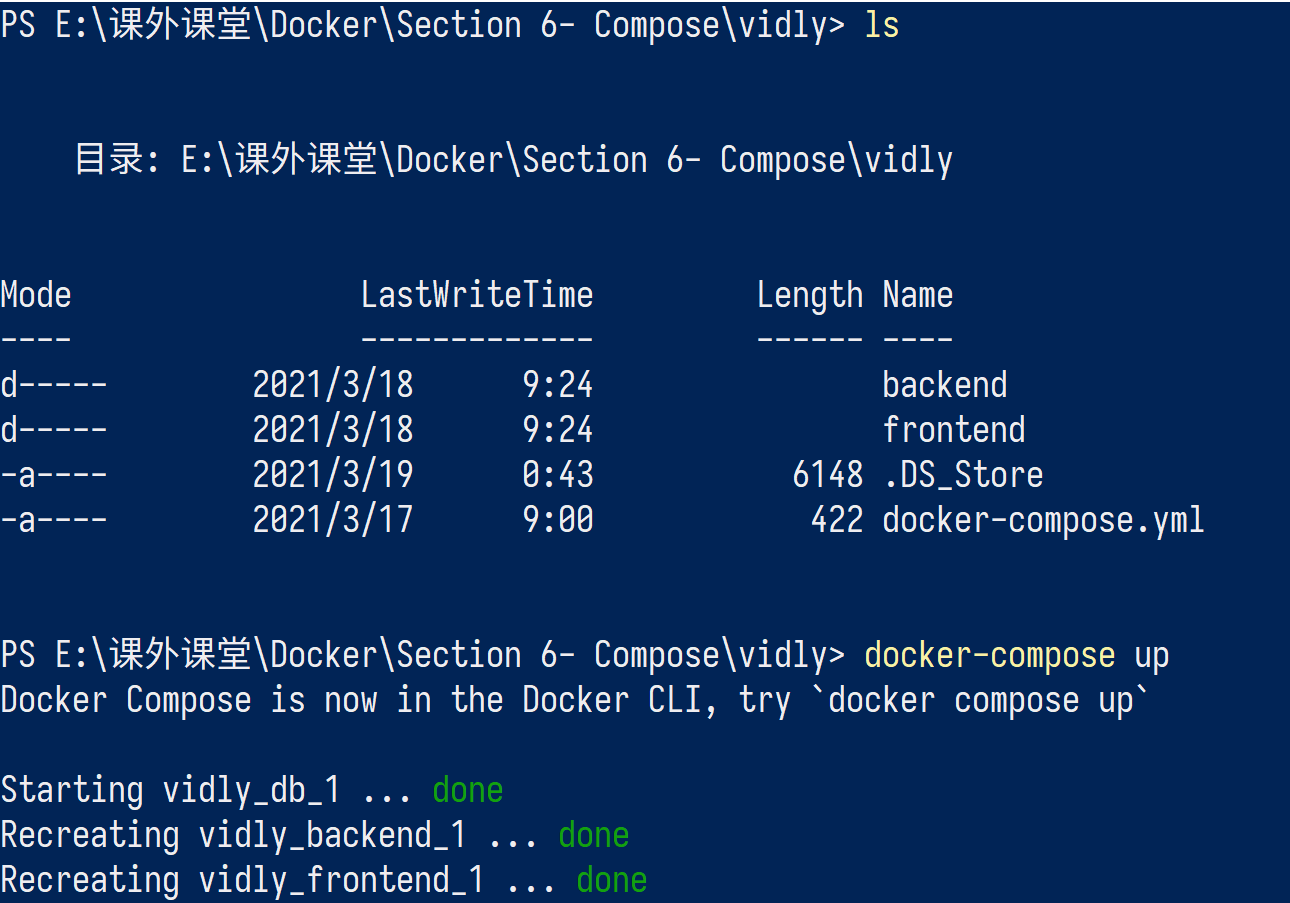 PS E:\课外课堂\Docker\Section 6- Compose\vidly> ls
目录: E:\课外课堂\Docker\Section 6- Compose\vidly
Mode                LastWriteTime         Length Name
----                -------------         ------ ----
d-----        2021/3/18      9:24                backend
d-----        2021/3/18      9:24                frontend
-a----        2021/3/19      0:43           6148 .DS_Store
-a----        2021/3/17      9:00            422 docker-compose.yml
PS E:\课外课堂\Docker\Section 6- Compose\vidly> docker-compose up
Docker Compose is now in the Docker CLI, try `docker compose up`
Starting vidly_db_1 ... done
Recreating vidly_backend_1 ... done
Recreating vidly_frontend_1 ... done